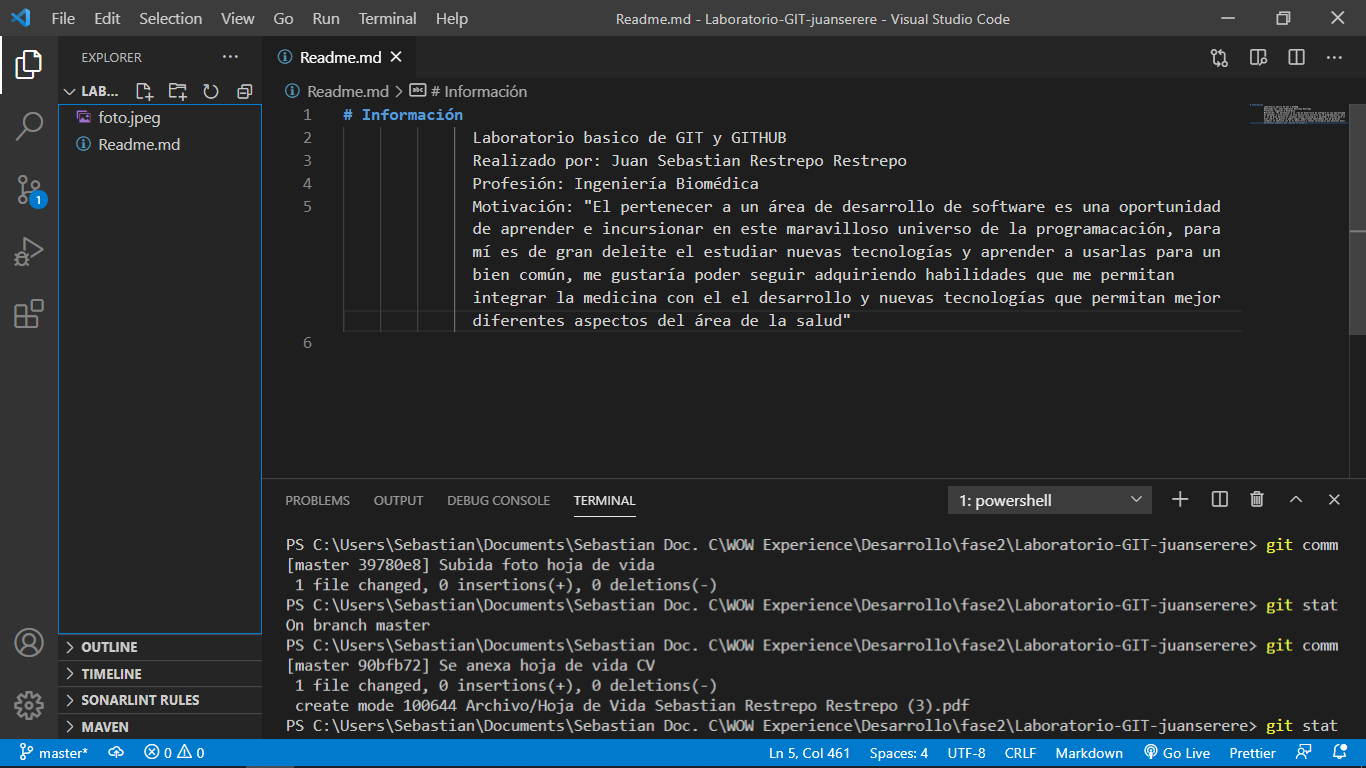 File Edit Selection View Go Run Terminal Help Readme.md - Laboratorio-GIT-juanserere - Visual Studio Code
EXPLORER
Readme.md
LAB...
Readme.md > # Información
foto.jpeg
Readme.md
1 # Información
2 Laboratorio basico de GIT y GITHUB
3 Realizado por: Juan Sebastian Restrepo Restrepo
4 Profesión: Ingeniería Biomédica
5 Motivación: "El pertenecer a un área de desarrollo de software es una oportunidad
de aprender e incursionar en este maravilloso universo de la programacación, para
mí es de gran deleite el estudiar nuevas tecnologías y aprender a usarlas para un
bien común, me gustaría poder seguir adquiriendo habilidades que me permitan
integrar la medicina con el el desarrollo y nuevas tecnologías que permitan mejor
diferentes aspectos del área de la salud"
6
1
PROBLEMS OUTPUT DEBUG CONSOLE TERMINAL 1: powershell
PS C:\Users\Sebastian\Documents\Sebastian Doc. C\WOW Experience\Desarrollo\fase2\Laboratorio-GIT-juanserere> git comm
[master 39780e8] Subida foto hoja de vida
1 file changed, 0 insertions(+), 0 deletions(-)
PS C:\Users\Sebastian\Documents\Sebastian Doc. C\WOW Experience\Desarrollo\fase2\Laboratorio-GIT-juanserere> git stat
On branch master
PS C:\Users\Sebastian\Documents\Sebastian Doc. C\WOW Experience\Desarrollo\fase2\Laboratorio-GIT-juanserere> git comm
[master 90bfb72] Se anexa hoja de vida CV
1 file changed, 0 insertions(+), 0 deletions(-)
create mode 100644 Archivo/Hoja de Vida Sebastian Restrepo Restrepo (3).pdf
PS C:\Users\Sebastian\Documents\Sebastian Doc. C\WOW Experience\Desarrollo\fase2\Laboratorio-GIT-juanserere> git stat
OUTLINE
TIMELINE
SONARLINT RULES
MAVEN
master* 0 0 Ln 5, Col 461 Spaces: 4 UTF-8 CRLF Markdown Go Live Prettier